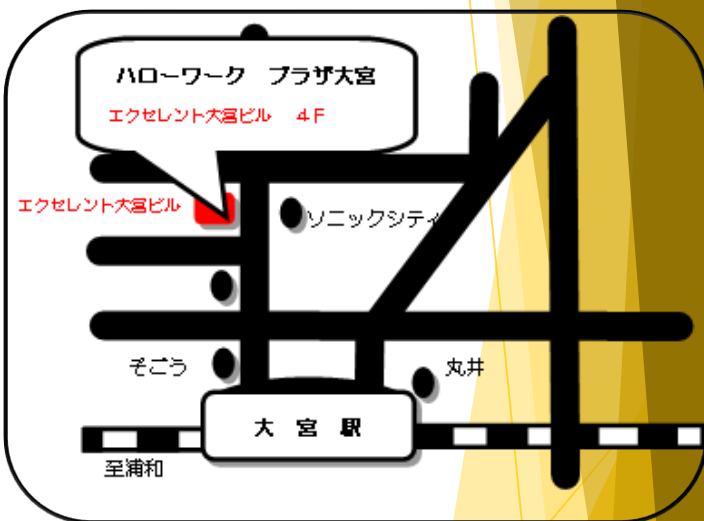 ハローワーク プラザ大宮
エクセレント大宮ビル 4F
エクセレント大宮ビル
ソニックシティ
そごう
丸井
大宮駅
至浦和